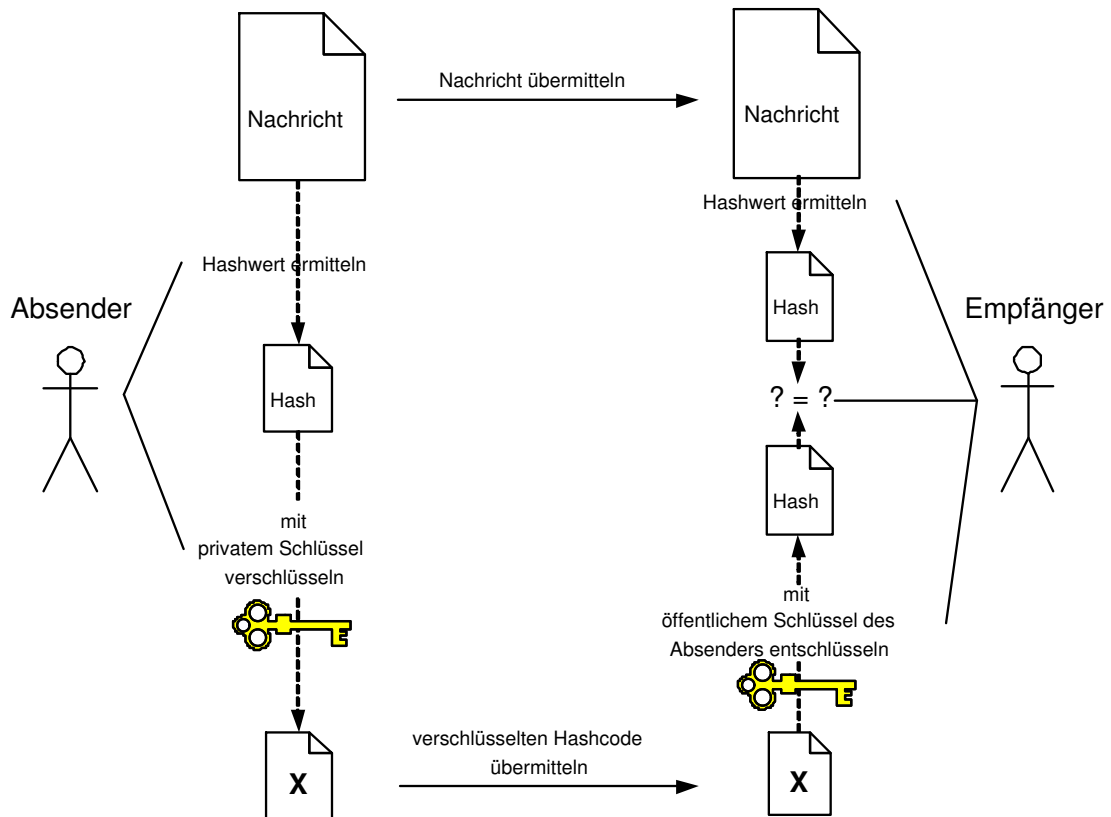 Nachricht
Nachricht übermitteln
Nachricht
Hashwert ermitteln
Hashwert ermitteln
Absender
Empfänger
Hash
Hash
? = ?
Hash
mit
privatem Schlüssel
verschlüsseln
mit
öffentlichem Schlüssel des
Absenders entschlüsseln
verschlüsselten Hashcode
übermitteln
X
X